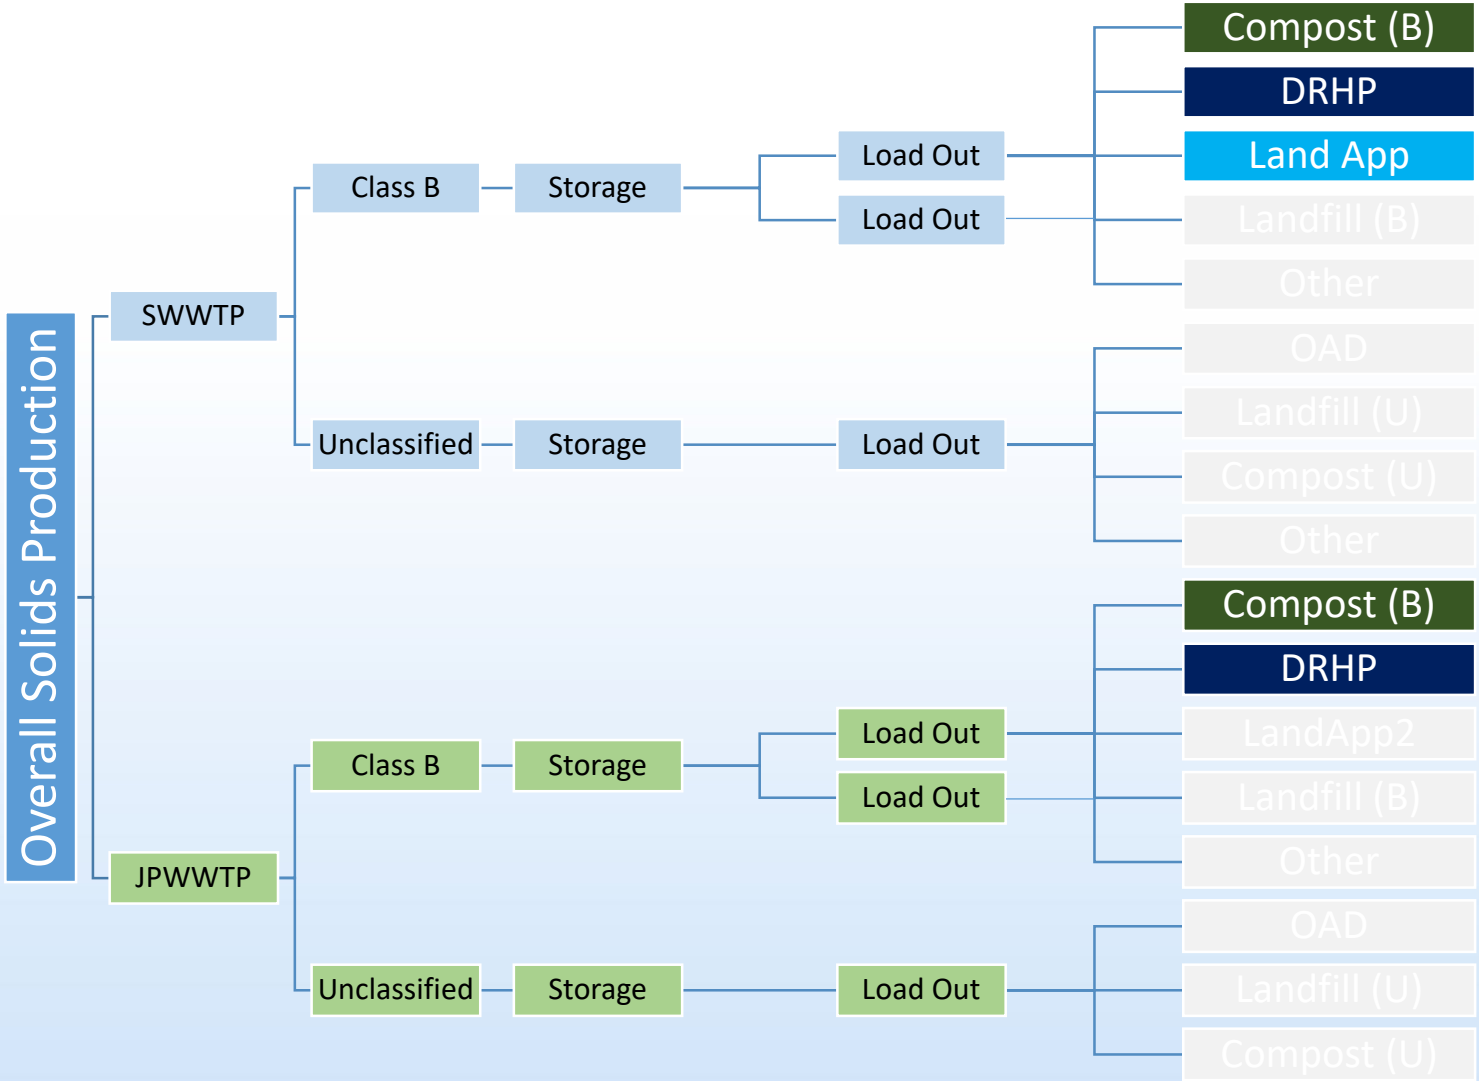 Overall Solids Production
SWWTP
Class B
Storage
Load Out
Compost (B)
DRHP
Land App
Load Out
Landfill (B)
Other
Unclassified
Storage
Load Out
OAD
Landfill (U)
Compost (U)
Other
JPWWTP
Class B
Storage
Load Out
Compost (B)
DRHP
LandApp2
Load Out
Landfill (B)
Other
Unclassified
Storage
Load Out
OAD
Landfill (U)
Compost (U)